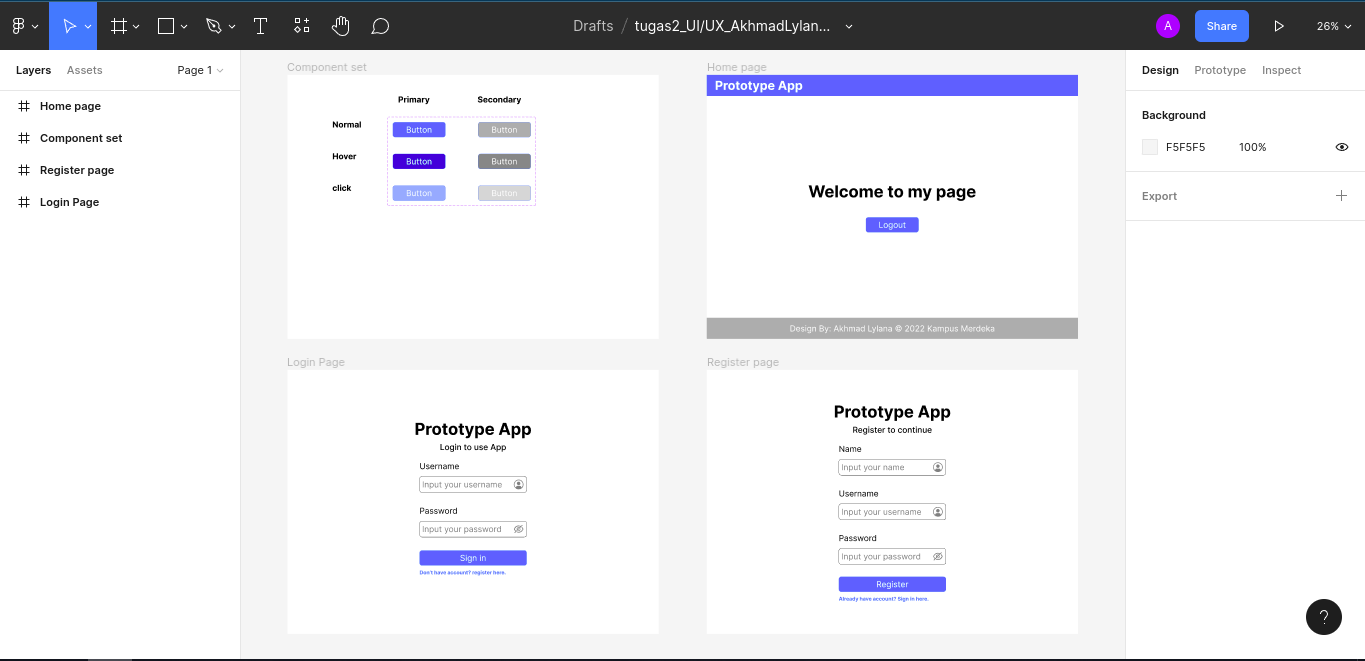 Drafts / tugas2_UI/UX_AkhmadLylan...
A
Share
26%
Layers
Assets
Page 1
Home page
Component set
Register page
Login Page
Component set
Primary
Secondary
Normal
Button
Button
Hover
Button
Button
click
Button
Button
Home page
Prototype App
Welcome to my page
Logout
Design By: Akhmad Lylana © 2022 Kampus Merdeka
Login Page
Prototype App
Login to use App
Username
Input your username
Password
Input your password
Sign in
Don't have account? register here.
Register page
Prototype App
Register to continue
Name
Input your name
Username
Input your username
Password
Input your password
Register
Already have account? Sign in here.
Design
Prototype
Inspect
Background
F5F5F5
100%
Export
?